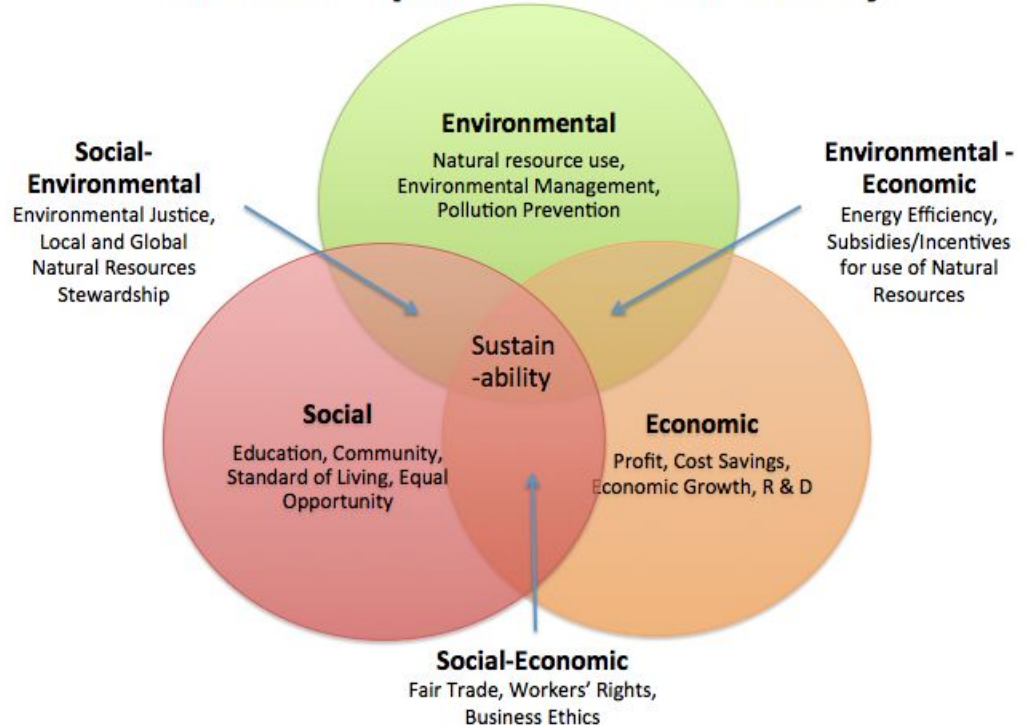 Environmental
Natural resource use,
Environmental Management,
Pollution Prevention
Social-
Environmental
Environmental Justice,
Local and Global
Natural Resources
Stewardship
Environmental -
Economic
Energy Efficiency,
Subsidies/Incentives
for use of Natural
Resources
Sustain
-ability
Social
Education, Community,
Standard of Living, Equal
Opportunity
Economic
Profit, Cost Savings,
Economic Growth, R & D
Social-Economic
Fair Trade, Workers’ Rights,
Business Ethics